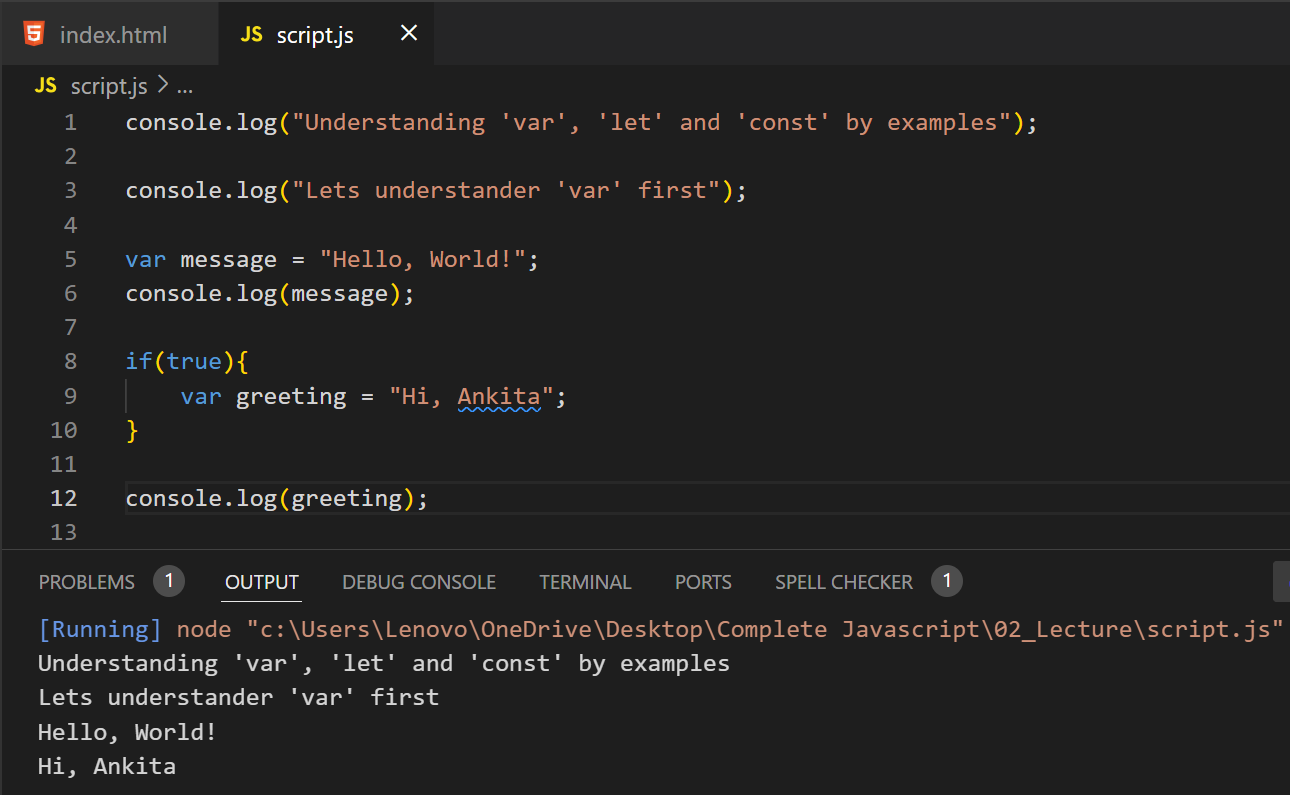 index.html JS script.js ×
JS script.js > ...
1 console.log("Understanding 'var', 'let' and 'const' by examples");
2
3 console.log("Lets understander 'var' first");
4
5 var message = "Hello, World!";
6 console.log(message);
7
8 if(true){
9     var greeting = "Hi, Ankita";
10 }
11
12 console.log(greeting);
13
PROBLEMS 1 OUTPUT DEBUG CONSOLE TERMINAL PORTS SPELL CHECKER 1
[Running] node "c:\Users\Lenovo\OneDrive\Desktop\Complete Javascript\02_Lecture\script.js"
Understanding 'var', 'let' and 'const' by examples
Lets understander 'var' first
Hello, World!
Hi, Ankita